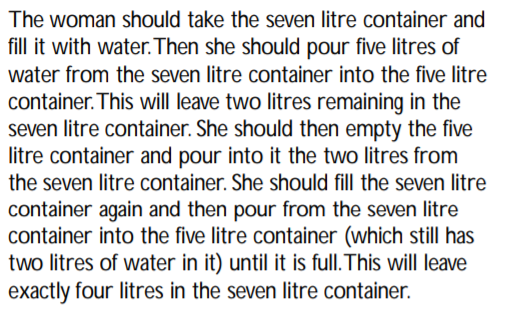 The woman should take the seven litre container and
fill it with water. Then she should pour five litres of
water from the seven litre container into the five litre
container. This will leave two litres remaining in the
seven litre container. She should then empty the five
litre container and pour into it the two litres from
the seven litre container. She should fill the seven litre
container again and then pour from the seven litre
container into the five litre container (which still has
two litres of water in it) until it is full. This will leave
exactly four litres in the seven litre container.